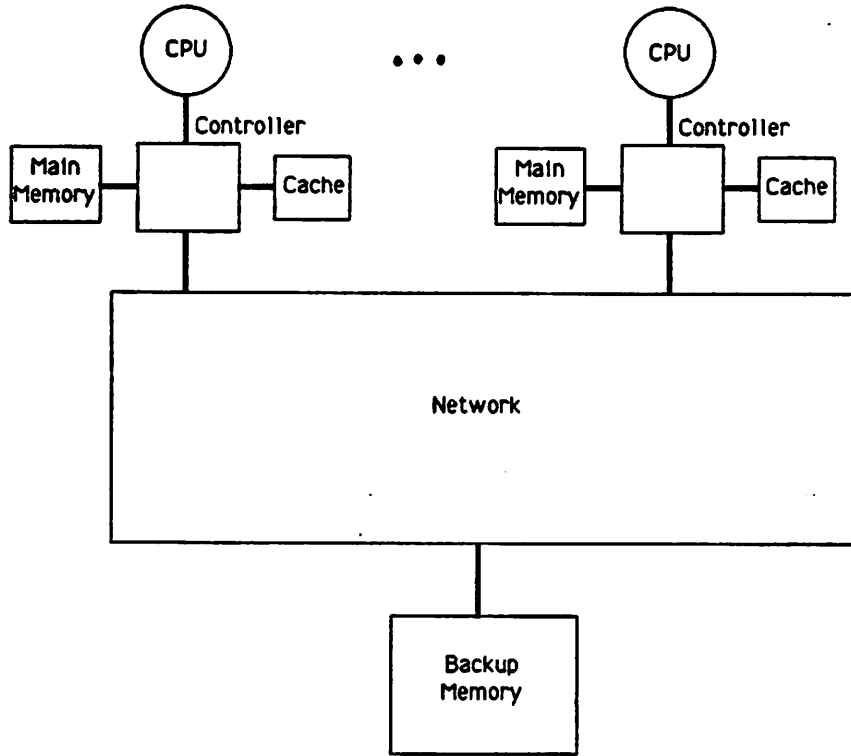 CPU
CPU
Controller
Controller
Main
Memory
Cache
Main
Memory
Cache
Network
Backup
Memory